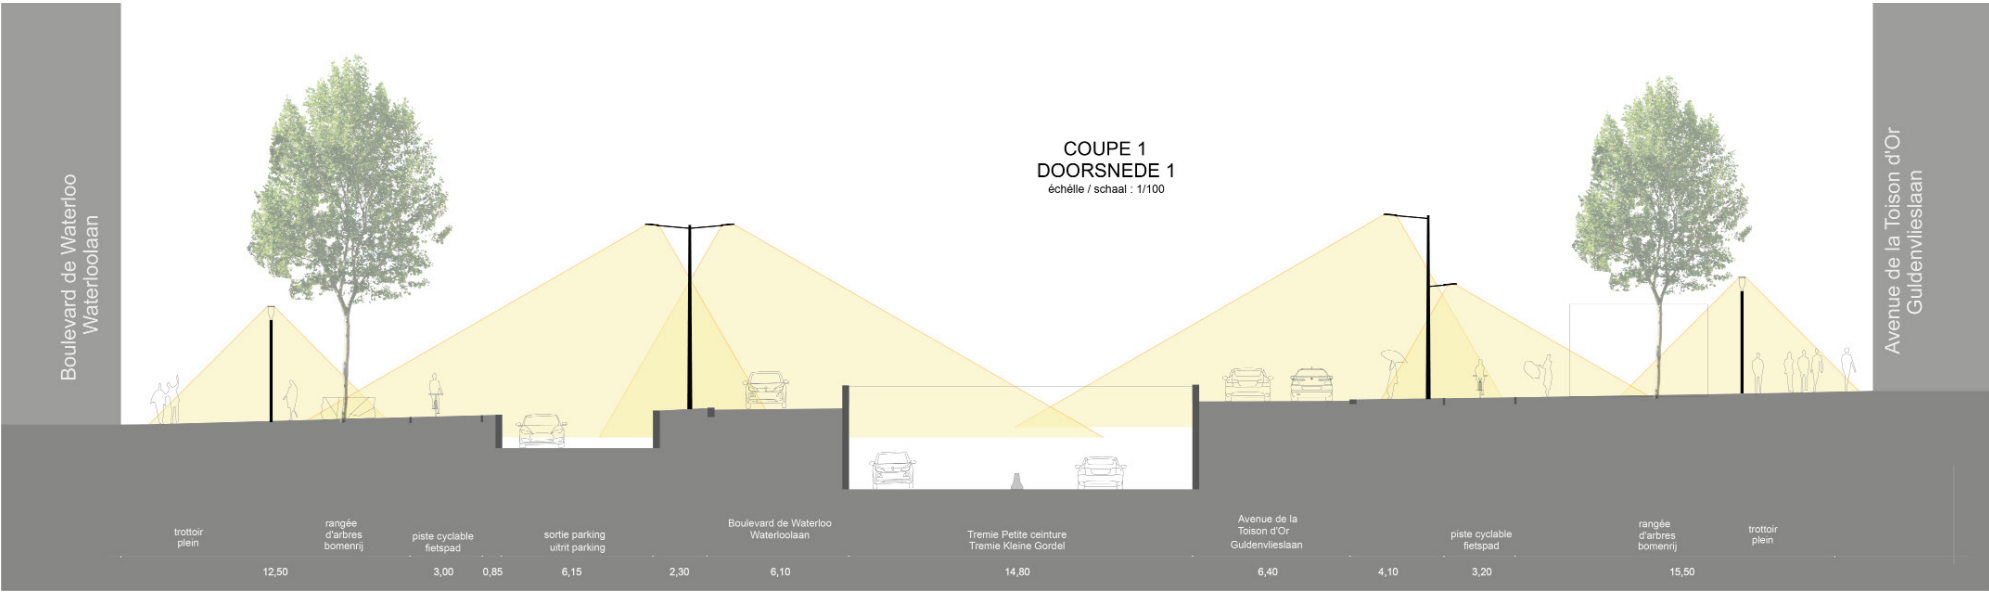 Boulevard de Waterloo
Waterloolaan
COUPE 1
DOORSNEDE 1
échélle / schaal : 1/100
Avenue de la Toison d'Or
Guldenvlieslaan
trottoir
plein
rangée
d'arbres
bomenrij
piste cyclable
fietspad
sortie parking
uitrit parking
Boulevard de Waterloo
Waterloolaan
Tremie Petite ceinture
Tremie Kleine Gordel
Avenue de la
Toison d'Or
Guldenvlieslaan
piste cyclable
fietspad
rangée
d'arbres
bomenrij
trottoir
plein
12,50 3,00 0,85 6,15 2,30 6,10 14,80 6,40 4,10 3,20 15,50